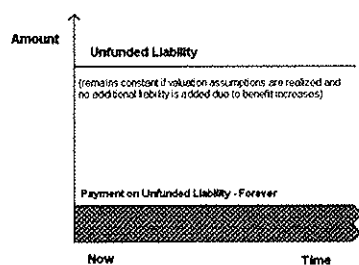 Amount
Unfunded Liability
(remains constant if valuation assumptions are realized and
no additional liability is added due to benefit increases)
Payment on Unfunded Liability - Forever
Now Time